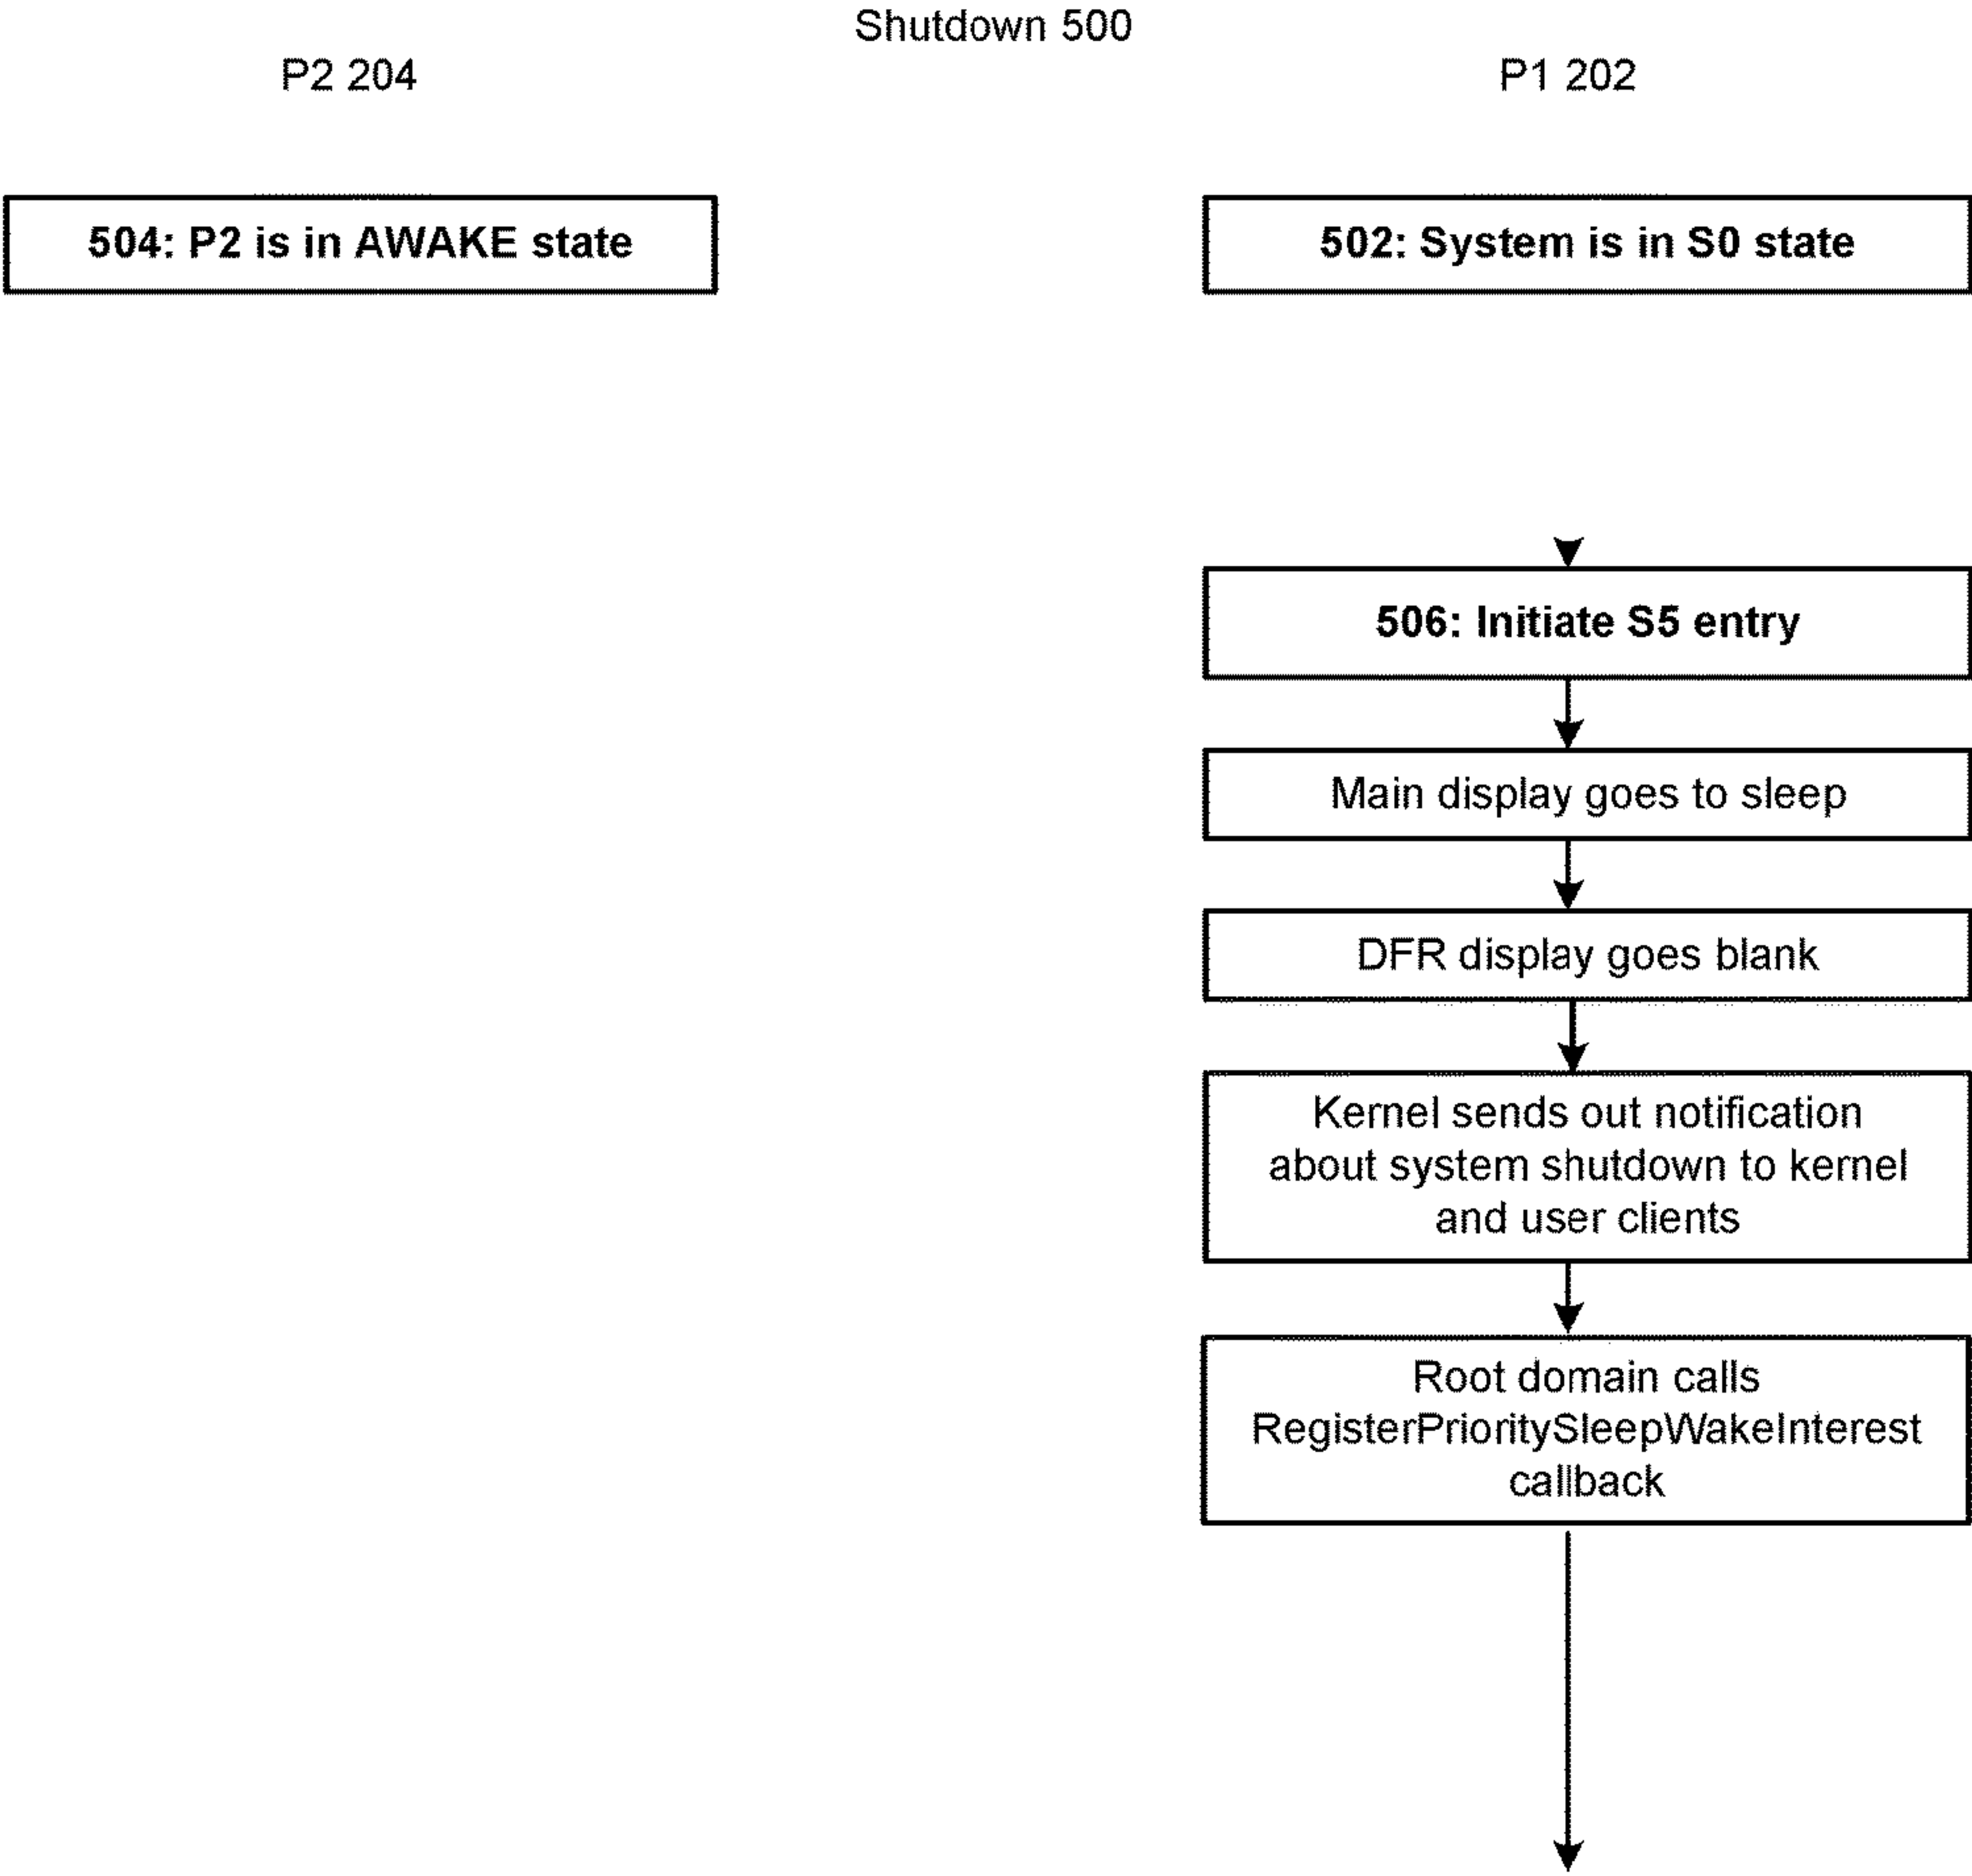 Shutdown 500
P2 204
P1 202
504: P2 is in AWAKE state
502: System is in S0 state
506: Initiate S5 entry
Main display goes to sleep
DFR display goes blank
Kernel sends out notification
about system shutdown to kernel
and user clients
Root domain calls
RegisterPrioritySleepWakeInterest
callback